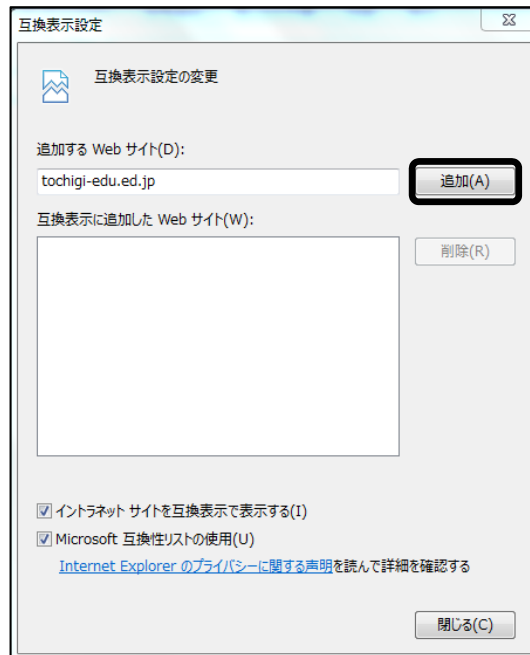 互換表示設定
互換表示設定の変更
追加する Web サイト(D):
tochigi-edu.ed.jp
追加(A)
互換表示に追加した Web サイト(W):
削除(R)
イントラネット サイトを互換表示で表示する(I)
Microsoft 互換性リストの使用(U)
Internet Explorer のプライバシーに関する声明を読んで詳細を確認する
閉じる(C)